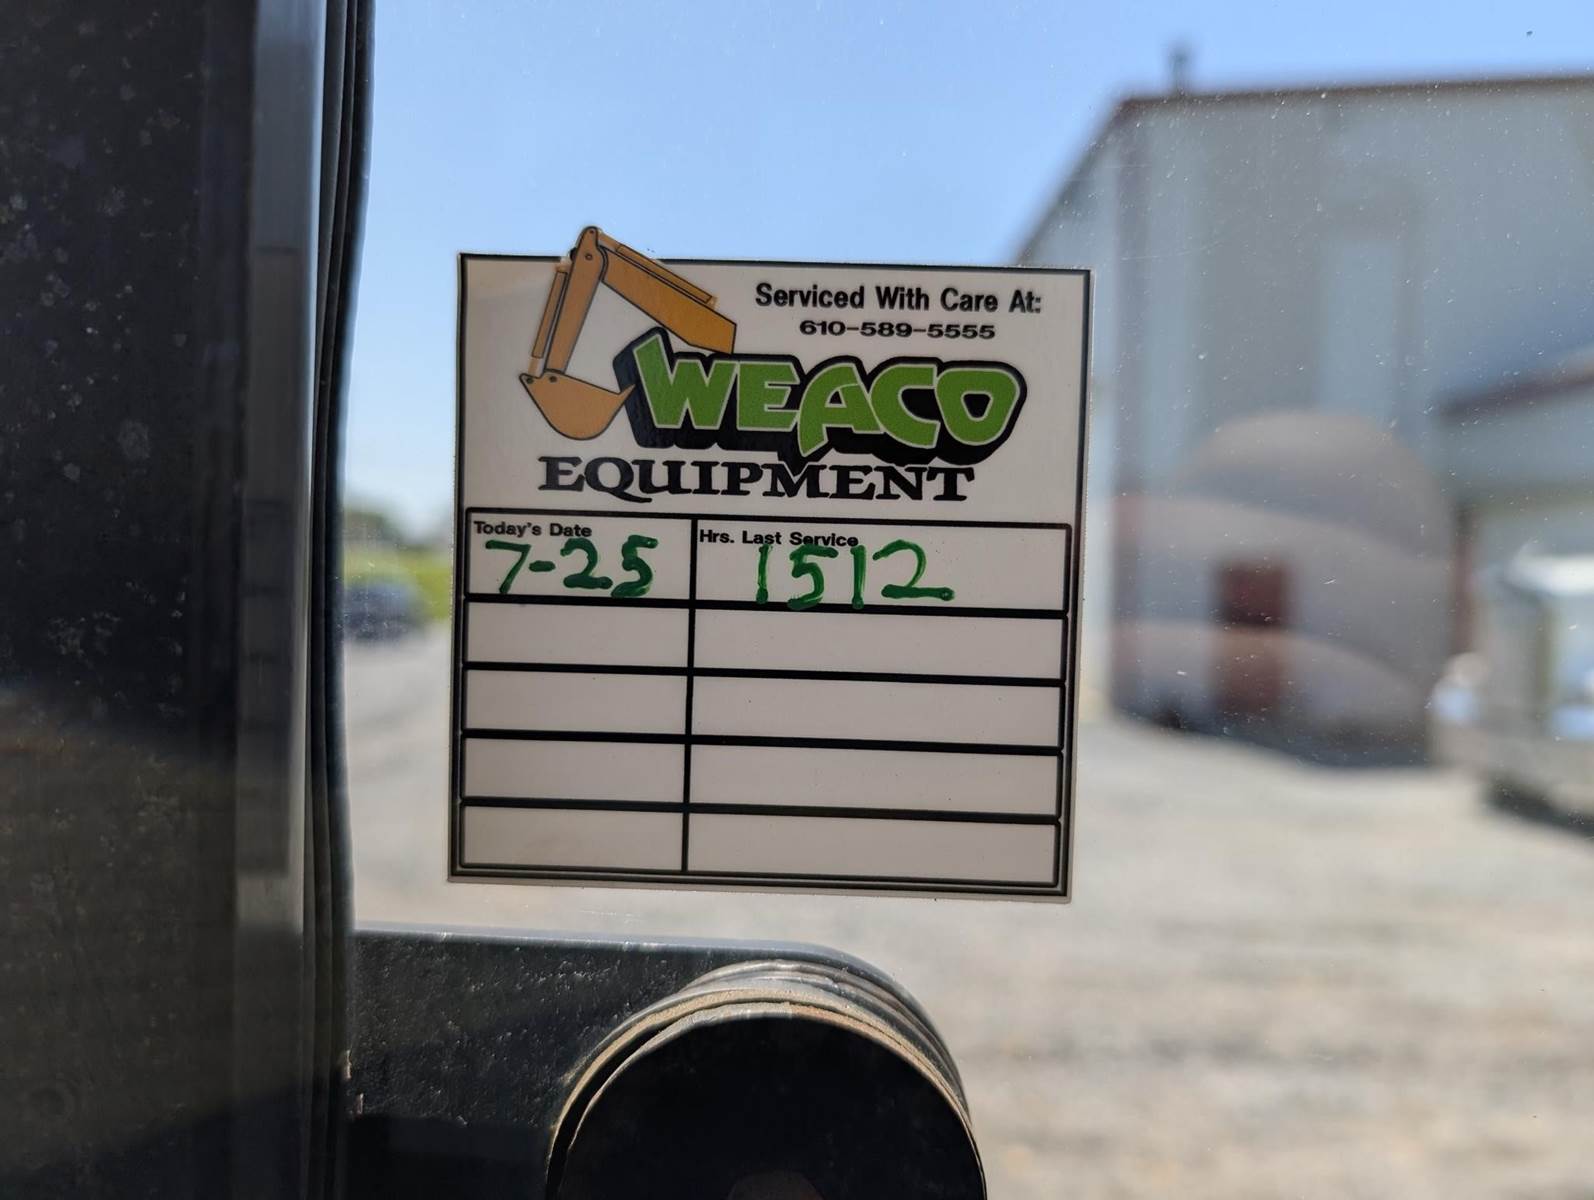 Serviced With Care At:
610-589-5555
WEACO
EQUIPMENT
Today's Date Hrs. Last Service
7-25 1512